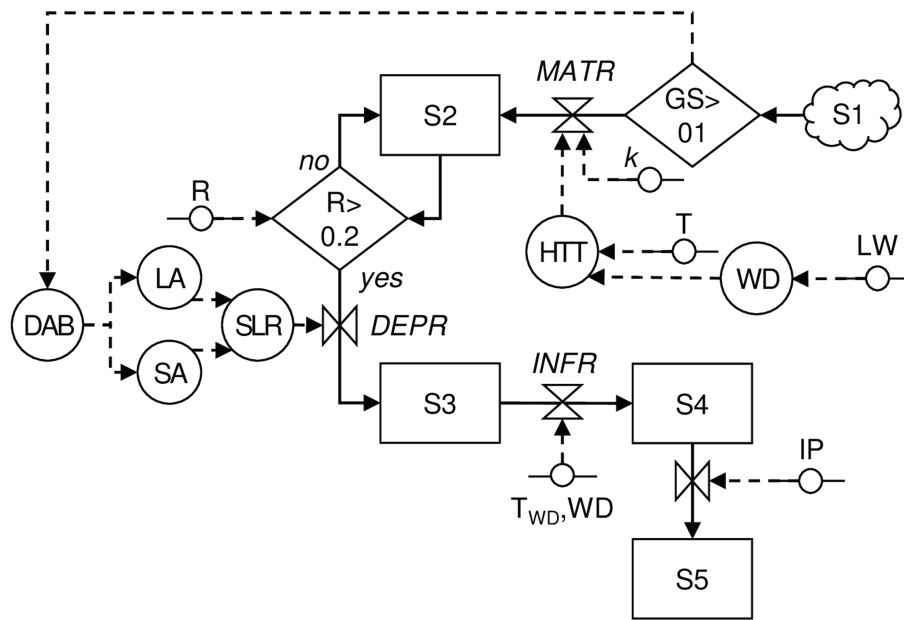 MATR
GS>
01
S1
S2
no
k
R
R>
0.2
HTT
T
WD
LW
LA
yes
DAB
SLR
DEPR
SA
INFR
S3
S4
IP
T_WD,WD
S5